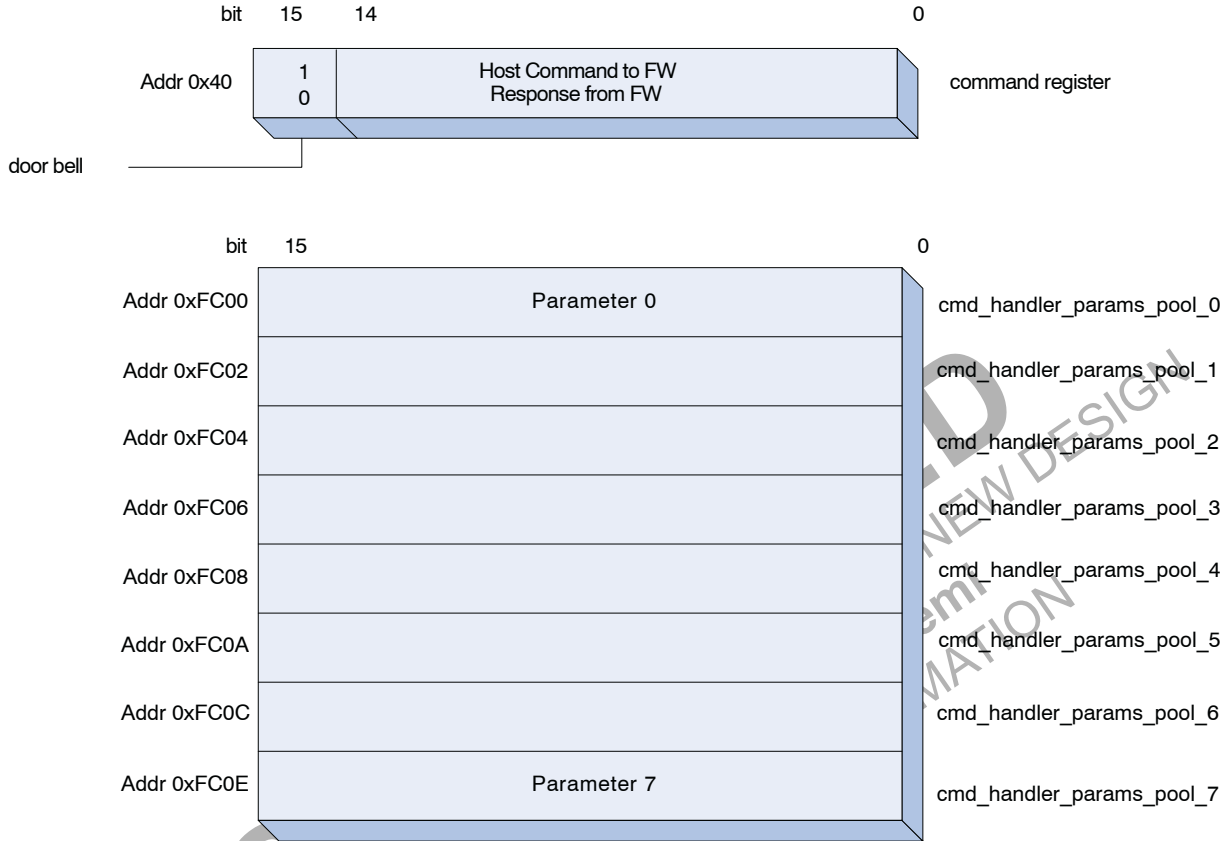 bit 15 14 0
Addr 0x40 1 Host Command to FW command register
0 Response from FW
door bell
bit 15 0
Addr 0xFC00 Parameter 0 cmd_handler_params_pool_0
Addr 0xFC02 cmd_handler_params_pool_1
Addr 0xFC04 cmd_handler_params_pool_2
Addr 0xFC06 cmd_handler_params_pool_3
Addr 0xFC08 cmd_handler_params_pool_4
Addr 0xFC0A cmd_handler_params_pool_5
Addr 0xFC0C cmd_handler_params_pool_6
Addr 0xFC0E Parameter 7 cmd_handler_params_pool_7
NEW DESIGN